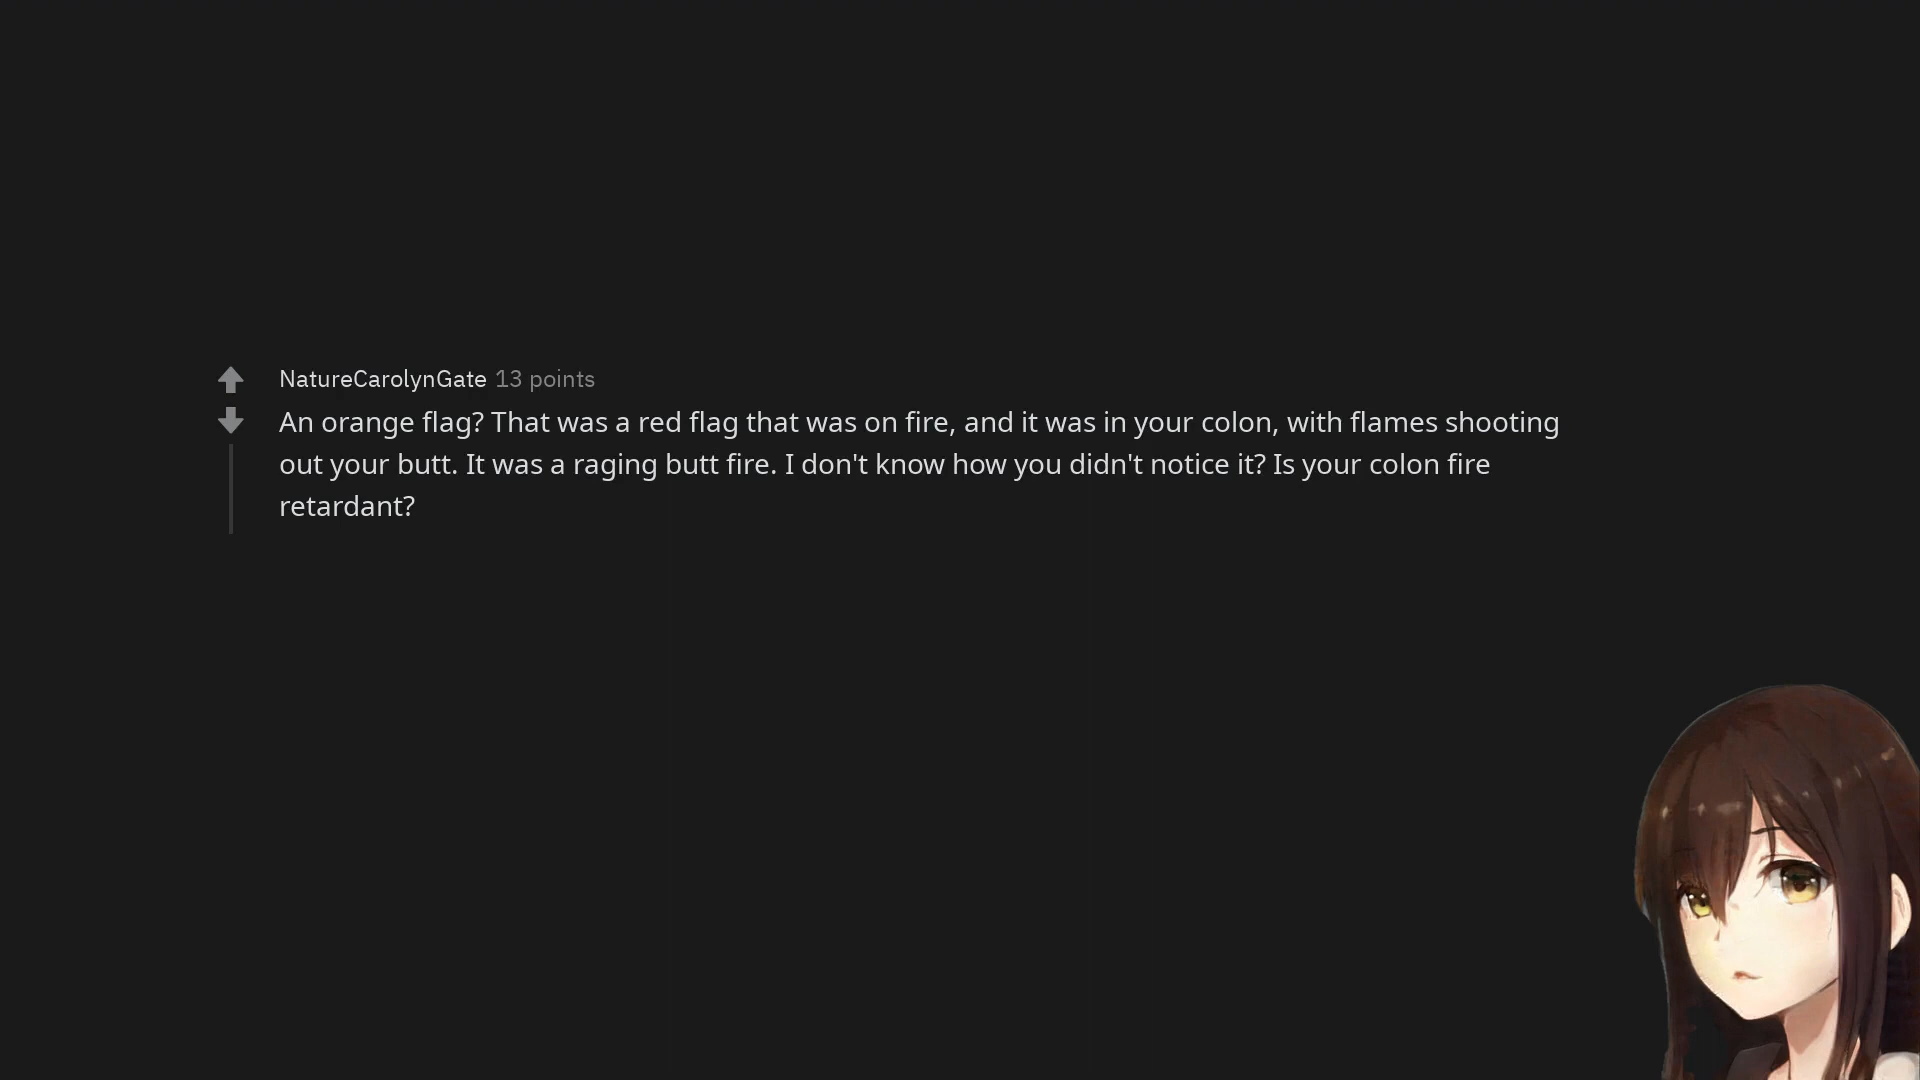 NatureCarolynGate 13 points
An orange flag? That was a red flag that was on fire, and it was in your colon, with flames shooting
out your butt. It was a raging butt fire. I don't know how you didn't notice it? Is your colon fire
retardant?